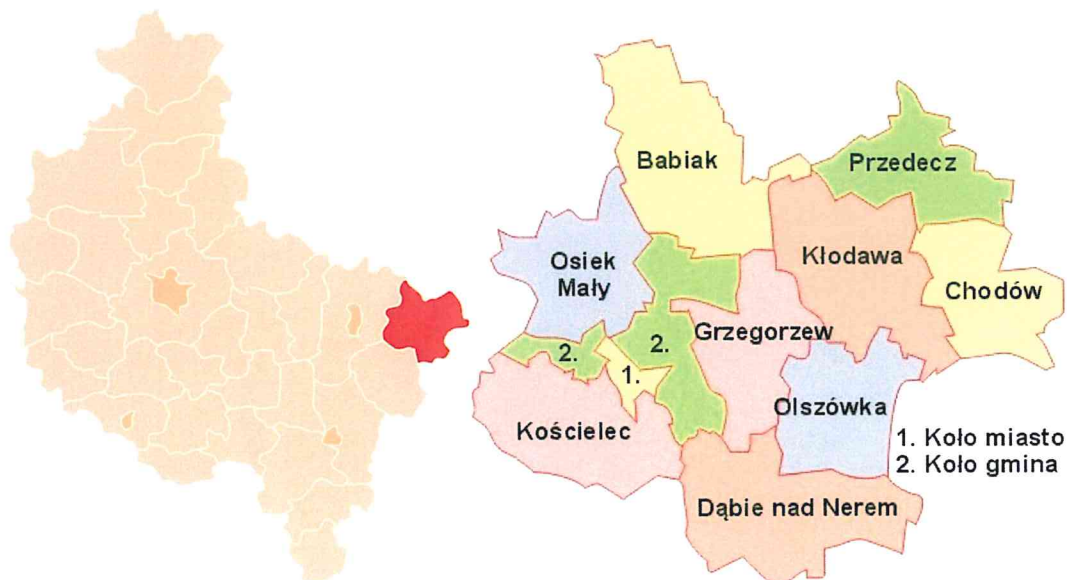 Babiak
Przedecz
Osiek
Mały
Kłodawa
Chodów
Grzegorzew
2.
2.
1.
Kościelec
Olszówka
1. Koło miasto
2. Koło gmina
Dąbie nad Nerem